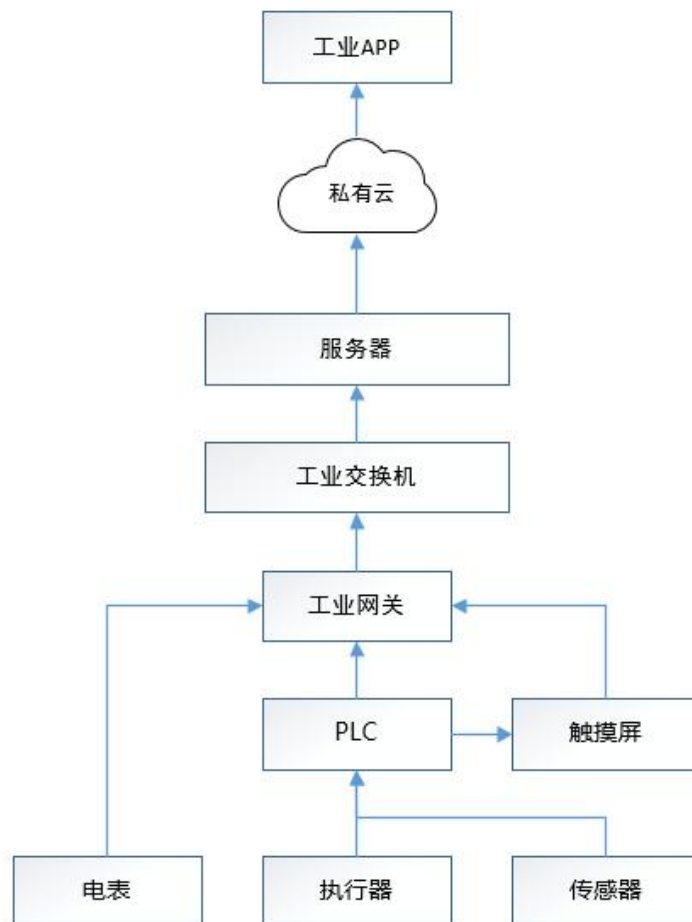 工业APP
私有云
服务器
工业交换机
工业网关
PLC
触摸屏
电表
执行器
传感器